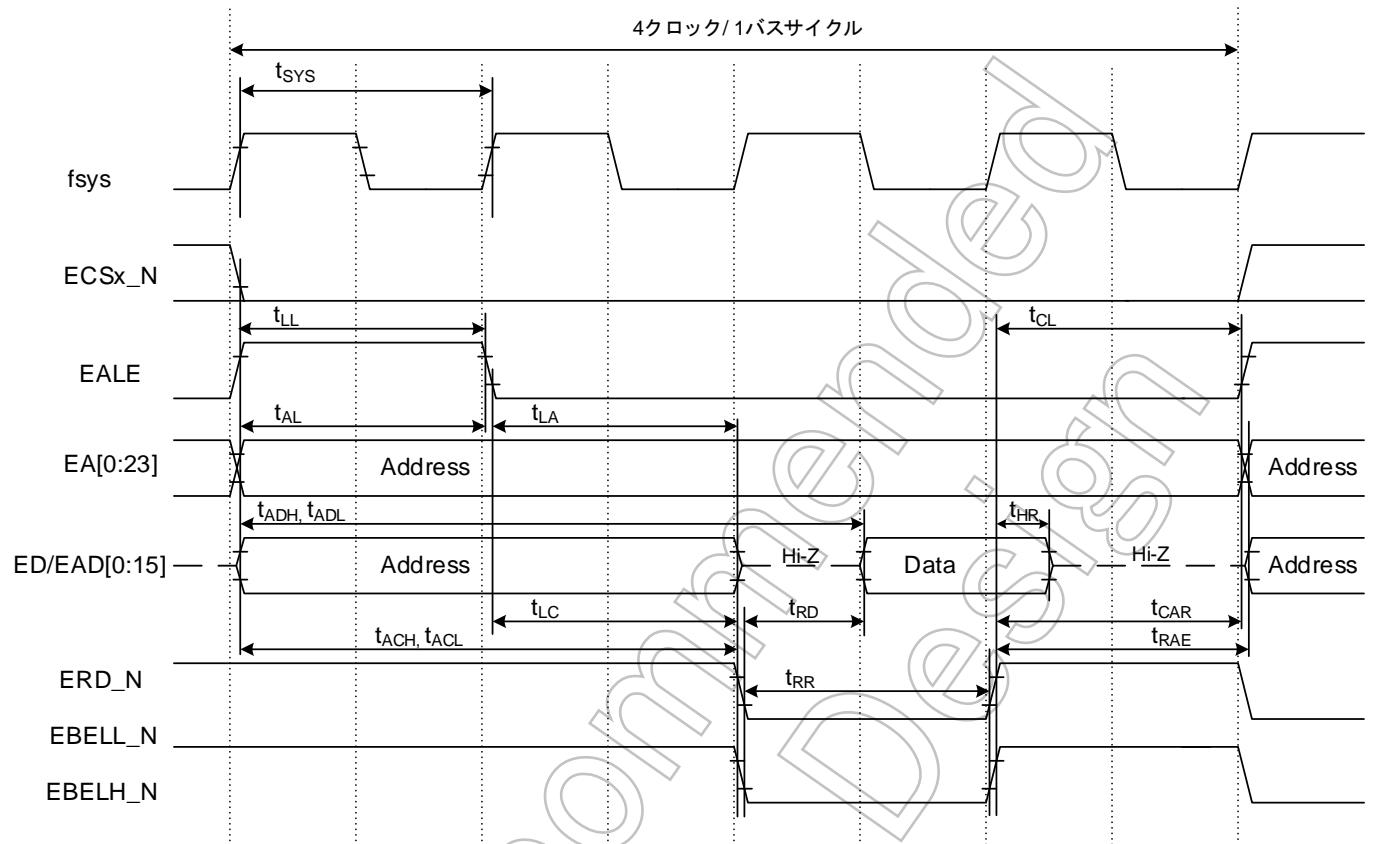 4クロック/ 1バスサイクル
tSYS
fsys
ECSx_N
tLL
tCL
EALE
tAL
tLA
EA[0:23]
Address
Address
tADH, tADL
tHR
ED/EAD[0:15]
Address
Hi-Z
Data
Hi-Z
Address
tLC
tRD
tCAR
tACH, tACL
tRAE
ERD_N
tRR
EBELL_N
EBELH_N
ommended
Design